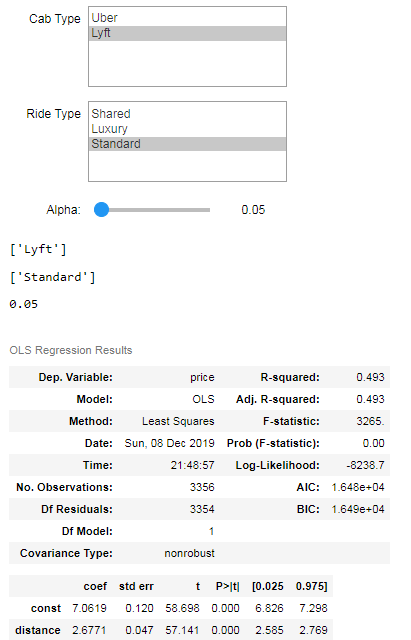 Cab Type
Uber
Lyft
Ride Type
Shared
Luxury
Standard
Alpha: 0.05
['Lyft']
['Standard']
0.05
OLS Regression Results
Dep. Variable: price R-squared: 0.493
Model: OLS Adj. R-squared: 0.493
Method: Least Squares F-statistic: 3265.
Date: Sun, 08 Dec 2019 Prob (F-statistic): 0.00
Time: 21:48:57 Log-Likelihood: -8238.7
No. Observations: 3356 AIC: 1.648e+04
Df Residuals: 3354 BIC: 1.649e+04
Df Model: 1
Covariance Type: nonrobust
coef std err t P>|t| [0.025 0.975]
const 7.0619 0.120 58.698 0.000 6.826 7.298
distance 2.6771 0.047 57.141 0.000 2.585 2.769